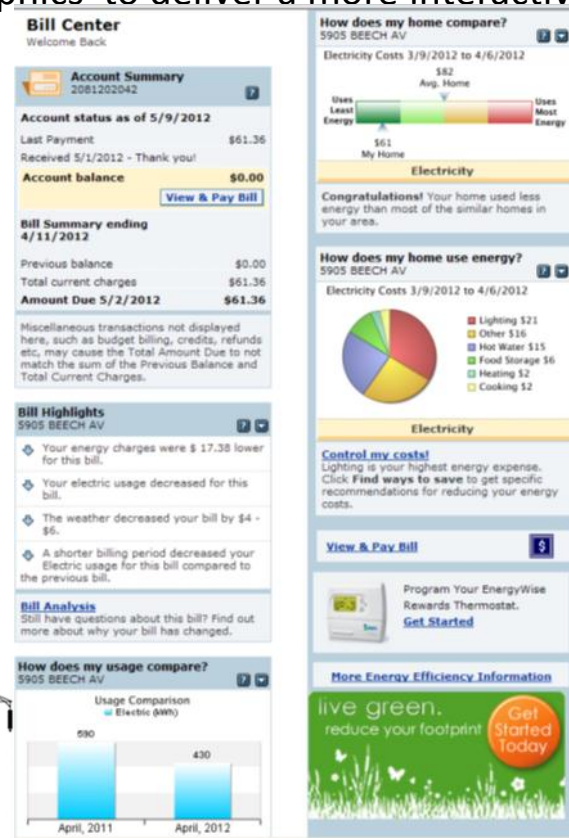 phics to deliver a more interactiv
Bill Center
Welcome Back
Account Summary
2081202042
Account status as of 5/9/2012
Last Payment $61.36
Received 5/1/2012 - Thank you!
Account balance $0.00
View & Pay Bill
Bill Summary ending
4/11/2012
Previous balance $0.00
Total current charges $61.36
Amount Due 5/2/2012 $61.36
Miscellaneous transactions not displayed
here, such as budget billing, credits, refunds
etc, may cause the Total Amount Due to not
match the sum of the Previous Balance and
Total Current Charges.
Bill Highlights
5905 BEECH AV
Your energy charges were $ 17.38 lower
for this bill.
Your electric usage decreased for this
bill.
The weather decreased your bill by $4 -
$6.
A shorter billing period decreased your
Electric usage for this bill compared to
the previous bill.
Bill Analysis
Still have questions about this bill? Find out
more about why your bill has changed.
How does my usage compare?
5905 BEECH AV
Usage Comparison
Electric (kWh)
590
430
April, 2011
April, 2012
How does my home compare?
5905 BEECH AV
Electricity Costs 3/9/2012 to 4/6/2012
$82
Avg. Home
Uses
Least
Energy
Uses
Most
Energy
$61
My Home
Electricity
Congratulations! Your home used less
energy than most of the similar homes in
your area.
How does my home use energy?
5905 BEECH AV
Electricity Costs 3/9/2012 to 4/6/2012
Lighting $21
Other $16
Hot Water $15
Food Storage $6
Heating $2
Cooking $2
Electricity
Control my costs!
Lighting is your highest energy expense.
Click Find ways to save to get specific
recommendations for reducing your energy
costs.
View & Pay Bill
$
Program Your EnergyWise
Rewards Thermostat.
Get Started
More Energy Efficiency Information
live green.
reduce your footprint
Get
Started
Today